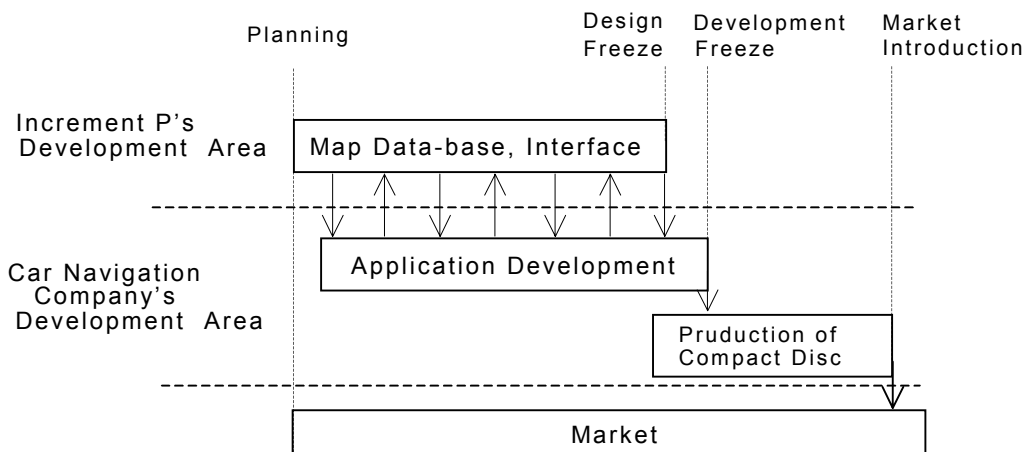 Planning
Design
Freeze
Development
Freeze
Market
Introduction
Increment P's
Development Area
Map Data-base, Interface
Car Navigation
Company's
Development Area
Application Development
Pruduction of
Compact Disc
Market